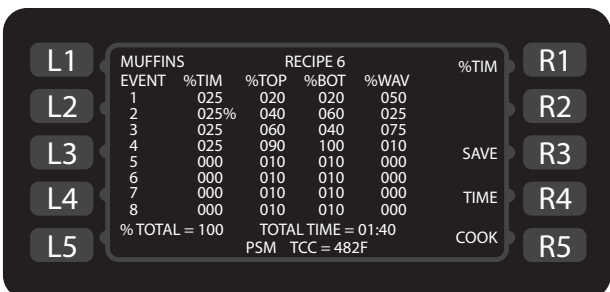 L1 MUFFINS RECIPE 6 %TIM R1
EVENT %TIM %TOP %BOT %WAV
1 025 020 020 050
L2 2 025% 040 060 025 R2
3 025 060 040 075
L3 4 025 090 100 010 SAVE R3
5 000 010 010 000
6 000 010 010 000
L4 7 000 010 010 000 TIME R4
8 000 010 010 000
L5 % TOTAL = 100 TOTAL TIME = 01:40 COOK R5
PSM TCC = 482F